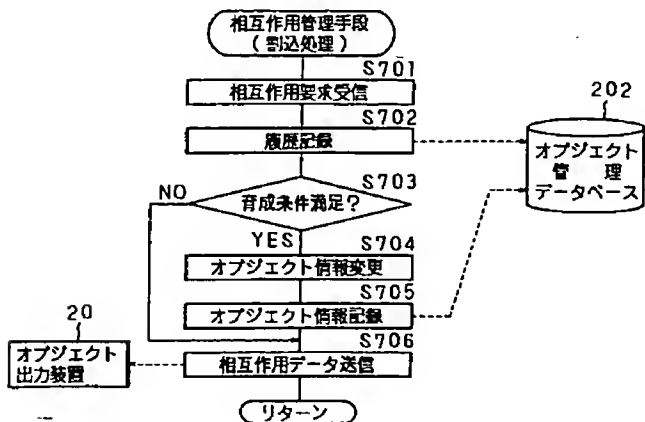 相互作用管理手段
(割込処理)
S701
相互作用要求受信
S702
履歴記録
202
オブジェクト
管 理
データベース
S703
NO
育成条件満足?
YES
S704
オブジェクト情報変更
S705
オブジェクト情報記録
20
S706
オブジェクト
出力装置
相互作用データ送信
リターン